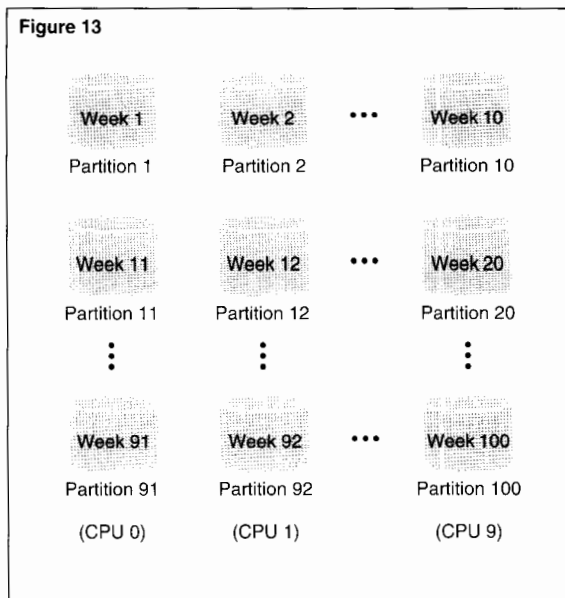 Figure 13
Week 1 Week 2 ••• Week 10
Partition 1 Partition 2 Partition 10
Week 11 Week 12 ••• Week 20
Partition 11 Partition 12 Partition 20
Week 91 Week 92 ••• Week 100
Partition 91 Partition 92 Partition 100
(CPU 0) (CPU 1) (CPU 9)